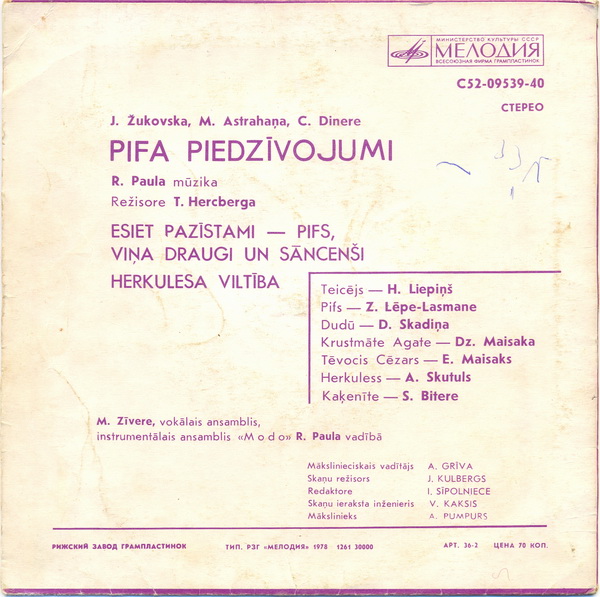 МИНИСТЕРСТВО КУЛЬТУРЫ СССР
МЕЛОДИЯ
ВСЕСОЮЗНАЯ ФИРМА ГРАМПЛАСТИНОК
С52-09539-40
СТЕРЕО
J. Žukovska, M. Astrahaņa, C. Dinere
PIFA PIEDZĪVOJUMI
R. Paula mūzika
Režisore T. Hercberga
ESIET PAZĪSTAMI — PIFS,
VIŅA DRAUGI UN SĀNCENŠI
HERKULESA VILTĪBA
Teicējs — H. Liepiņš
Pifs — Z. Lēpe-Lasmane
Dudū — D. Skadiņa
Krustmāte Agate — Dz. Maisaka
Tēvocis Cēzars — E. Maisaks
Herkuless — A. Skutuls
Kaķenīte — S. Bitere
M. Zīvere, vokālais ansamblis,
instrumentālais ansamblis «Modo» R. Paula vadībā
Mākslinieciskais vadītājs A. GRĪVA
Skaņu režisors J. KULBERGS
Redaktore I. SĪPOLNIECE
Skaņu ieraksta inženieris V. KAKSIS
Mākslinieks A. PUMPURS
РИЖСКИЙ ЗАВОД ГРАМПЛАСТИНОК ТИП. РЗГ «МЕЛОДИЯ» 1978 1261 30000 АРТ. 36-2 ЦЕНА 70 КОП.